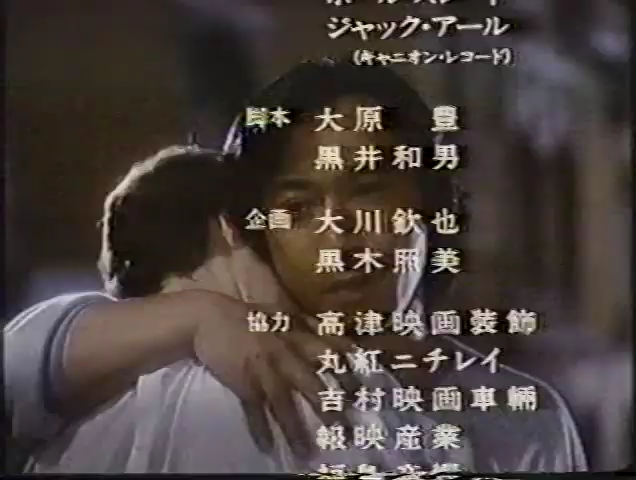 ジャック・アール
(キャニオン・レコード)
脚本 大原 豊
黒井和男
企画 大川欽也
黒木照美
協力 高津映画装飾
丸紅ニチレイ
吉村映画車輛
報映産業